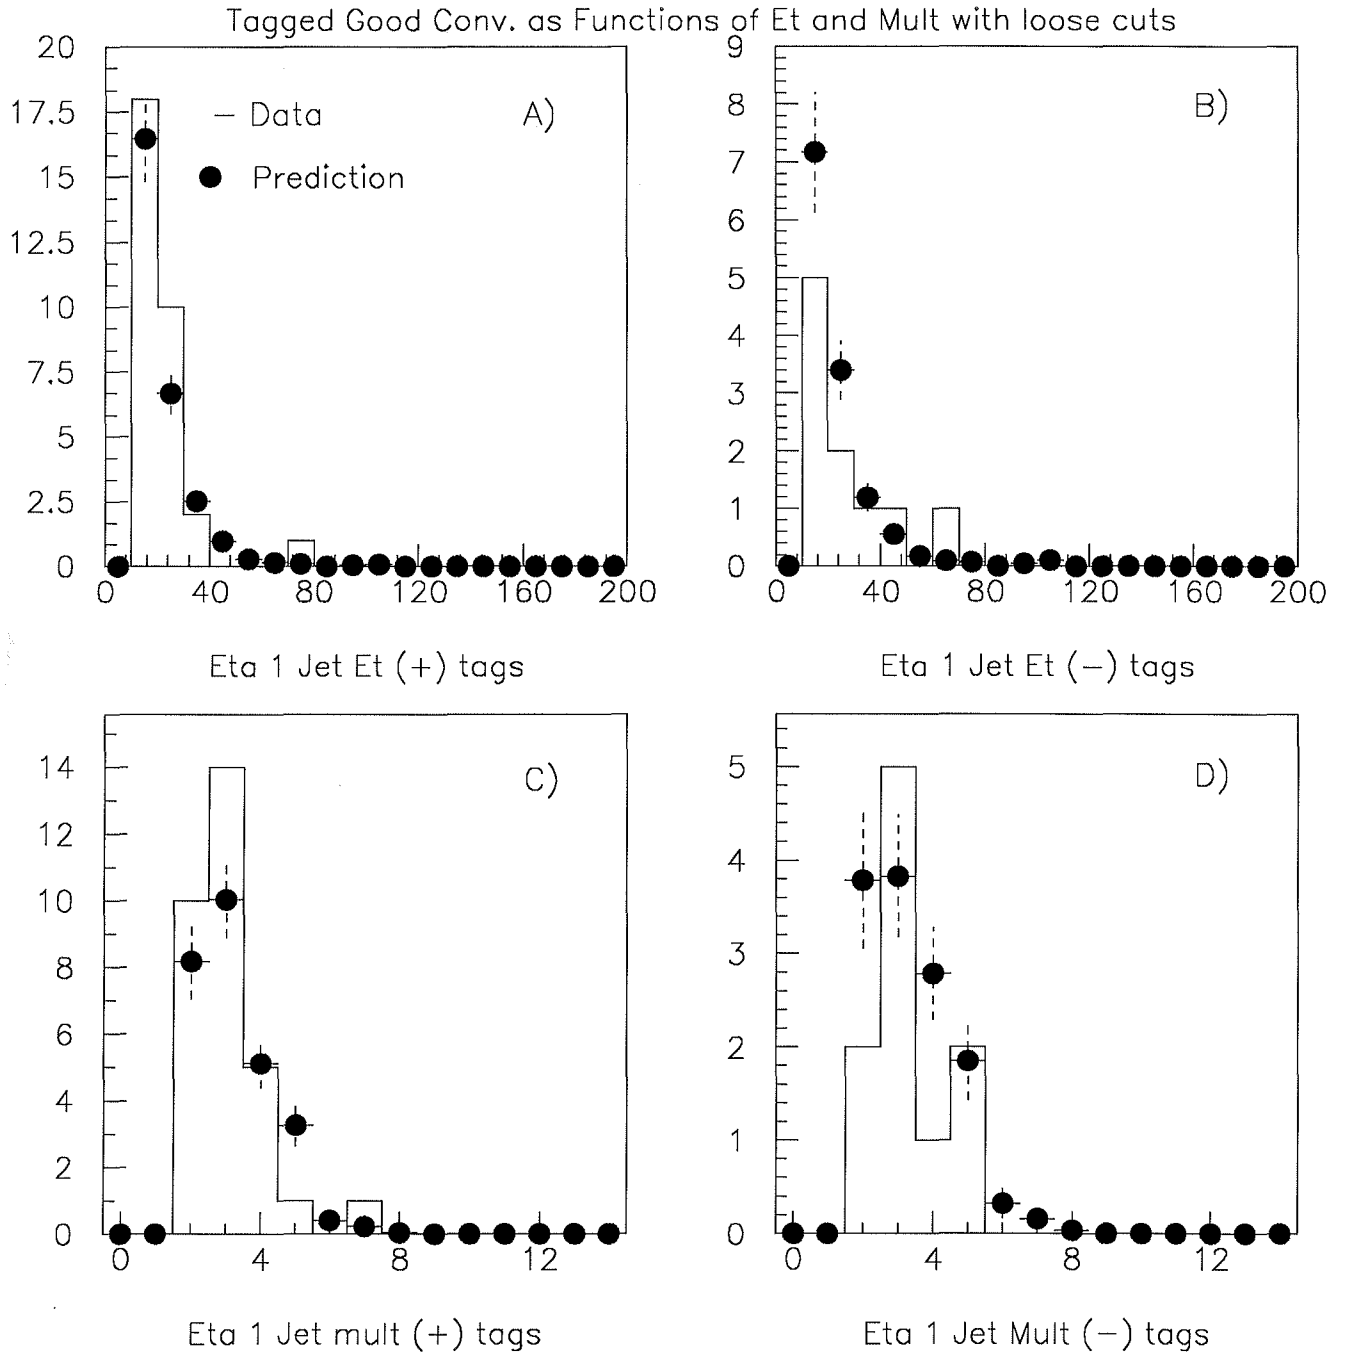 Tagged Good Conv. as Functions of Et and Mult with loose cuts
20
17.5
15
12.5
10
7.5
5
2.5
0
0 40 80 120 160 200
— Data
● Prediction
A)
Eta 1 Jet Et (+) tags
9
8
7
6
5
4
3
2
1
0
0 40 80 120 160 200
B)
Eta 1 Jet Et (−) tags
14
12
10
8
6
4
2
0
0 4 8 12
C)
Eta 1 Jet mult (+) tags
5
4
3
2
1
0
0 4 8 12
D)
Eta 1 Jet Mult (−) tags